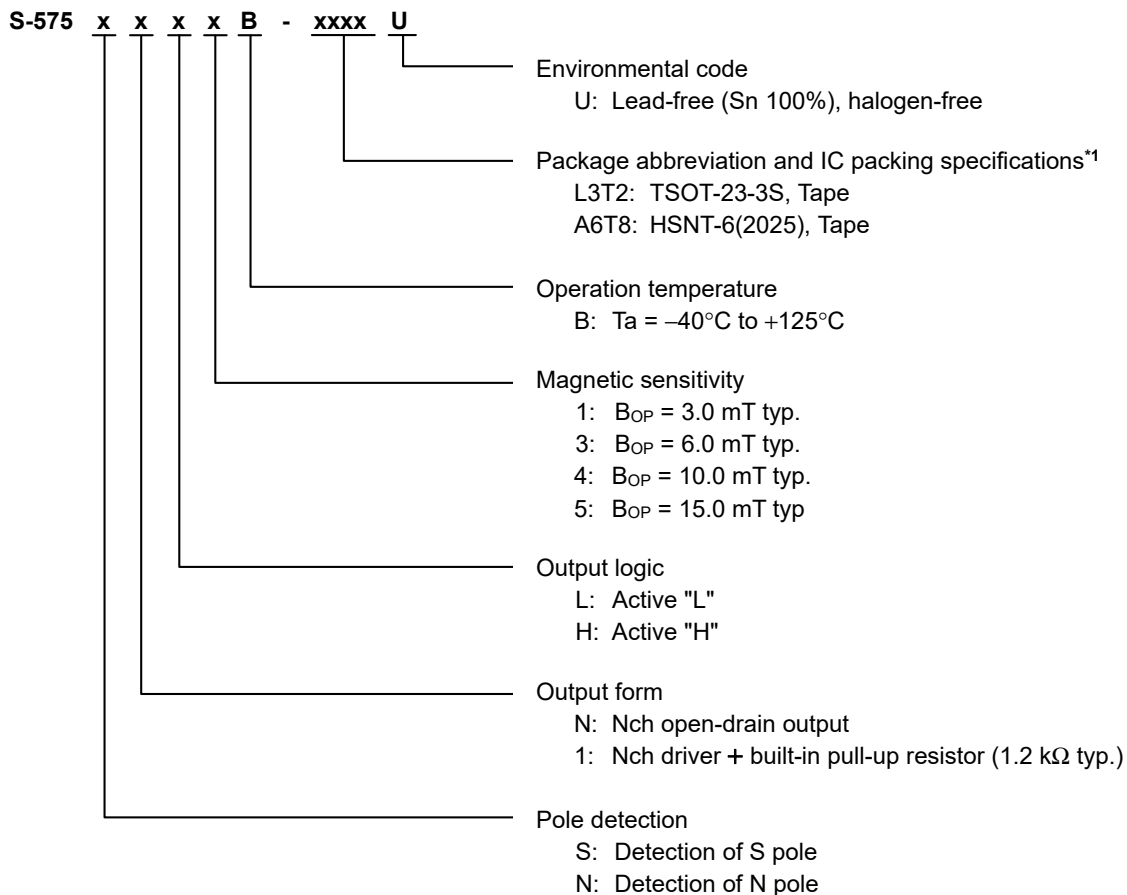 S-575 x x x x B - xxxx U
Environmental code
U: Lead-free (Sn 100%), halogen-free
Package abbreviation and IC packing specifications*1
L3T2: TSOT-23-3S, Tape
A6T8: HSNT-6(2025), Tape
Operation temperature
B: Ta = −40°C to +125°C
Magnetic sensitivity
1: BOP = 3.0 mT typ.
3: BOP = 6.0 mT typ.
4: BOP = 10.0 mT typ.
5: BOP = 15.0 mT typ
Output logic
L: Active "L"
H: Active "H"
Output form
N: Nch open-drain output
1: Nch driver + built-in pull-up resistor (1.2 kΩ typ.)
Pole detection
S: Detection of S pole
N: Detection of N pole